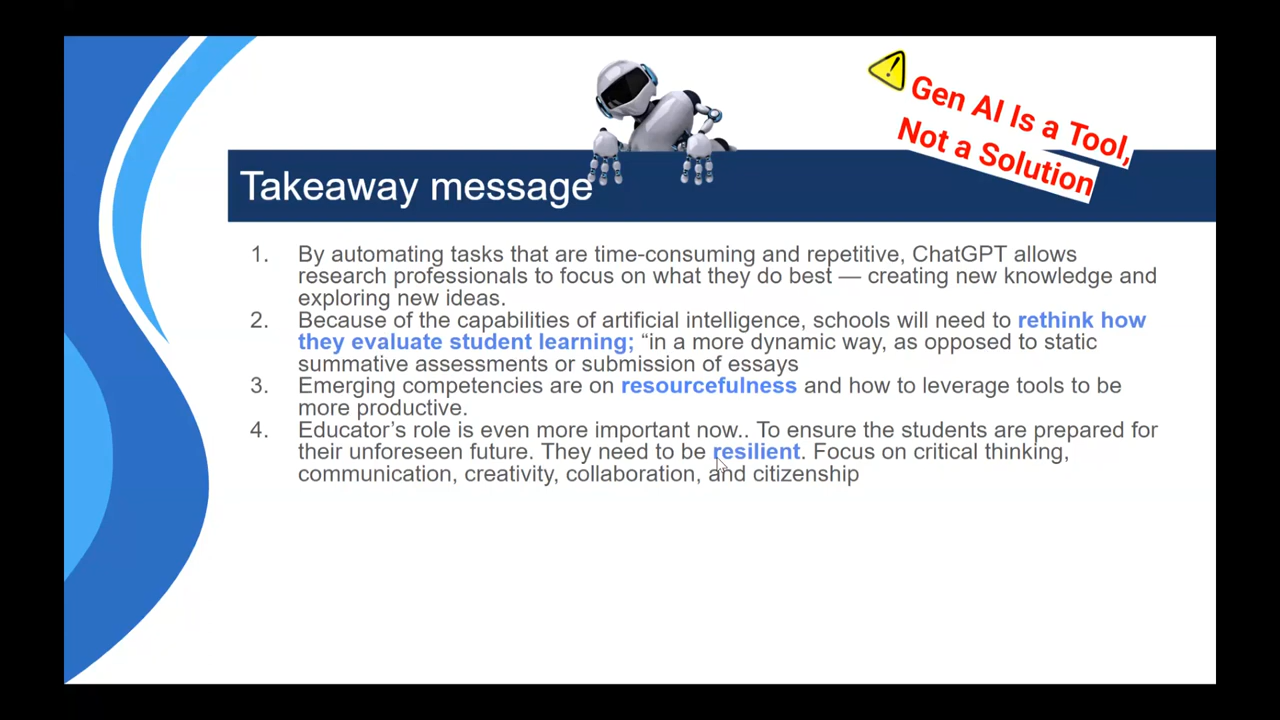 Gen AI Is a Tool,
Not a Solution
Takeaway message
1. By automating tasks that are time-consuming and repetitive, ChatGPT allows
research professionals to focus on what they do best — creating new knowledge and
exploring new ideas.
2. Because of the capabilities of artificial intelligence, schools will need to rethink how
they evaluate student learning; “in a more dynamic way, as opposed to static
summative assessments or submission of essays
3. Emerging competencies are on resourcefulness and how to leverage tools to be
more productive.
4. Educator’s role is even more important now.. To ensure the students are prepared for
their unforeseen future. They need to be resilient. Focus on critical thinking,
communication, creativity, collaboration, and citizenship